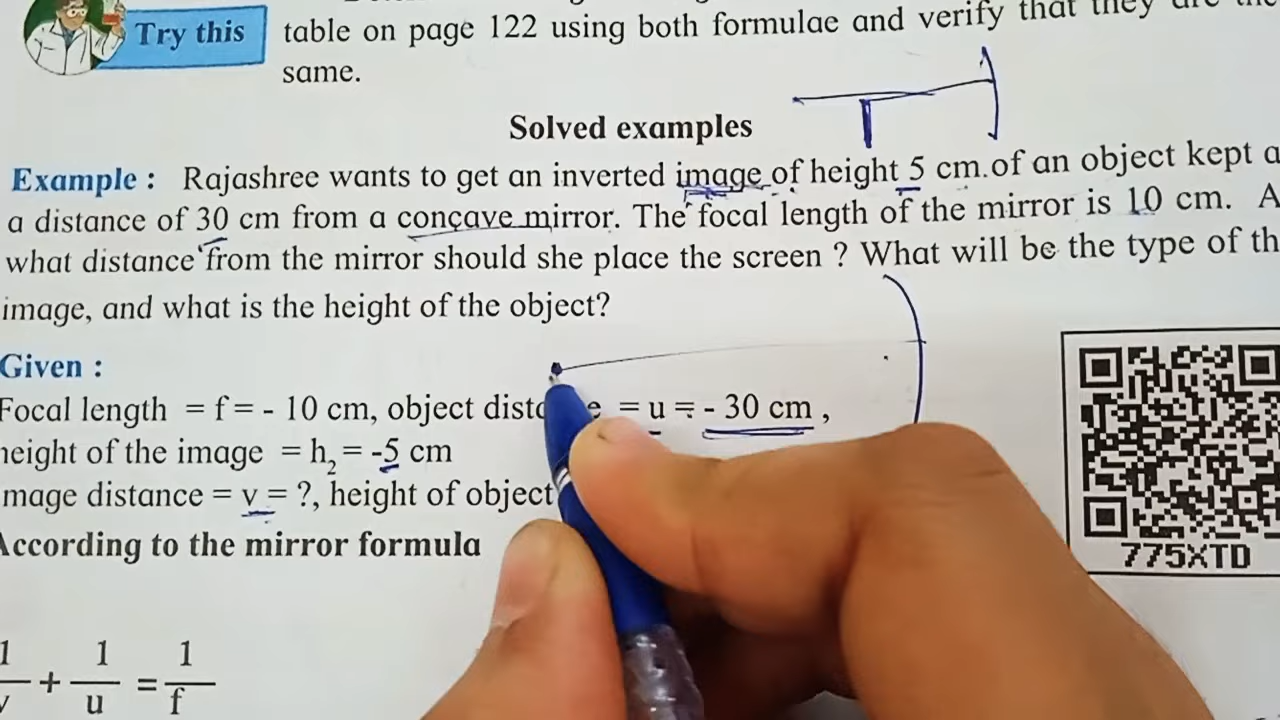 Try this
table on page 122 using both formulae and verify that they are the
same.
Solved examples
Example : Rajashree wants to get an inverted image of height 5 cm. of an object kept a
a distance of 30 cm from a concave mirror. The focal length of the mirror is 10 cm. A
what distance from the mirror should she place the screen ? What will be the type of th
image, and what is the height of the object?
Given :
Focal length = f = - 10 cm, object dist = u = - 30 cm ,
height of the image = h2 = -5 cm
mage distance = v = ?, height of object
According to the mirror formula
1/v + 1/u = 1/f
775XTD